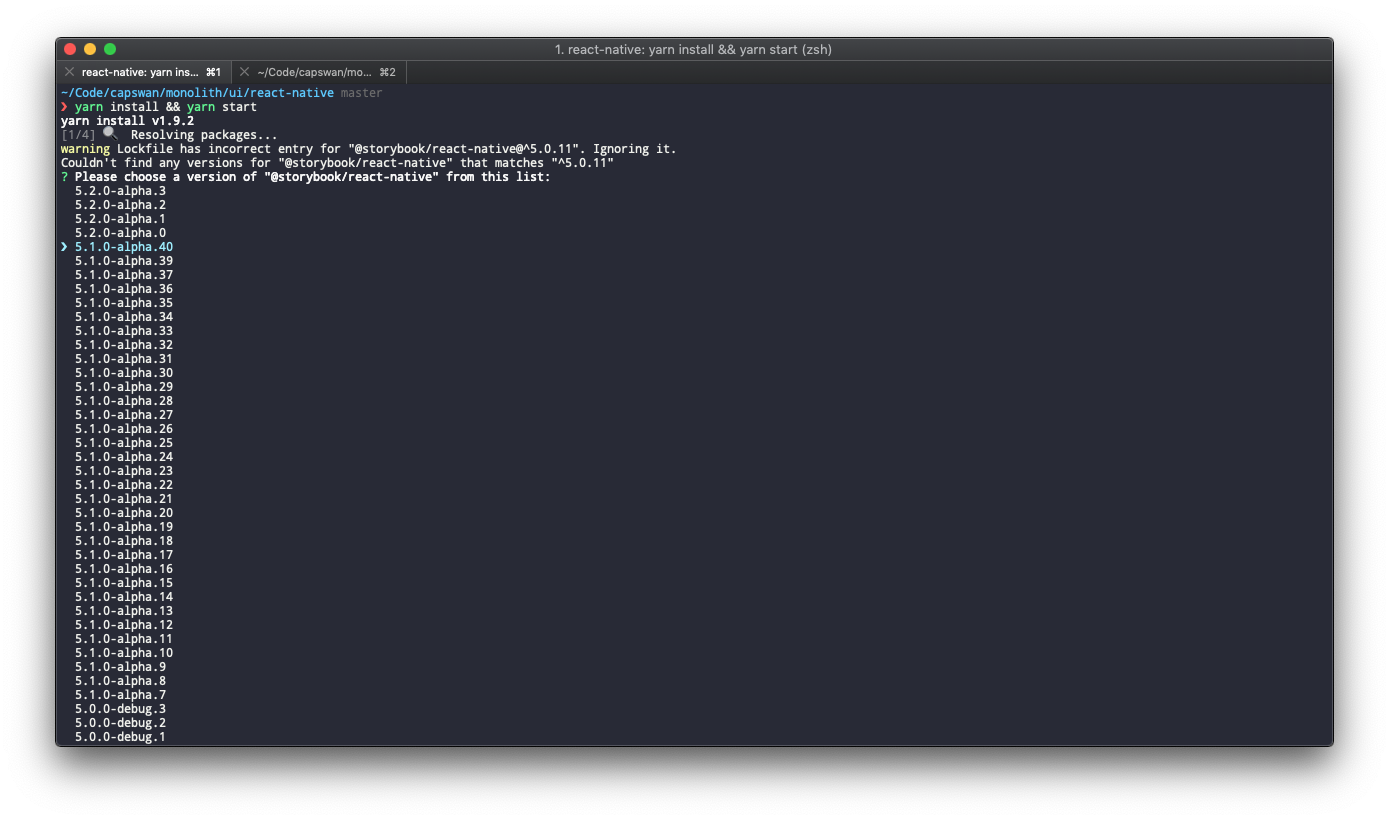 1. react-native: yarn install && yarn start (zsh)
react-native: yarn ins... ⌘1 ~/Code/capswan/mo... ⌘2
~/Code/capswan/monolith/ui/react-native master
❯ yarn install && yarn start
yarn install v1.9.2
[1/4] 🔍 Resolving packages...
warning Lockfile has incorrect entry for "@storybook/react-native@^5.0.11". Ignoring it.
Couldn't find any versions for "@storybook/react-native" that matches "^5.0.11"
? Please choose a version of "@storybook/react-native" from this list:
5.2.0-alpha.3
5.2.0-alpha.2
5.2.0-alpha.1
5.2.0-alpha.0
❯ 5.1.0-alpha.40
5.1.0-alpha.39
5.1.0-alpha.37
5.1.0-alpha.36
5.1.0-alpha.35
5.1.0-alpha.34
5.1.0-alpha.33
5.1.0-alpha.32
5.1.0-alpha.31
5.1.0-alpha.30
5.1.0-alpha.29
5.1.0-alpha.28
5.1.0-alpha.27
5.1.0-alpha.26
5.1.0-alpha.25
5.1.0-alpha.24
5.1.0-alpha.23
5.1.0-alpha.22
5.1.0-alpha.21
5.1.0-alpha.20
5.1.0-alpha.19
5.1.0-alpha.18
5.1.0-alpha.17
5.1.0-alpha.16
5.1.0-alpha.15
5.1.0-alpha.14
5.1.0-alpha.13
5.1.0-alpha.12
5.1.0-alpha.11
5.1.0-alpha.10
5.1.0-alpha.9
5.1.0-alpha.8
5.1.0-alpha.7
5.0.0-debug.3
5.0.0-debug.2
5.0.0-debug.1